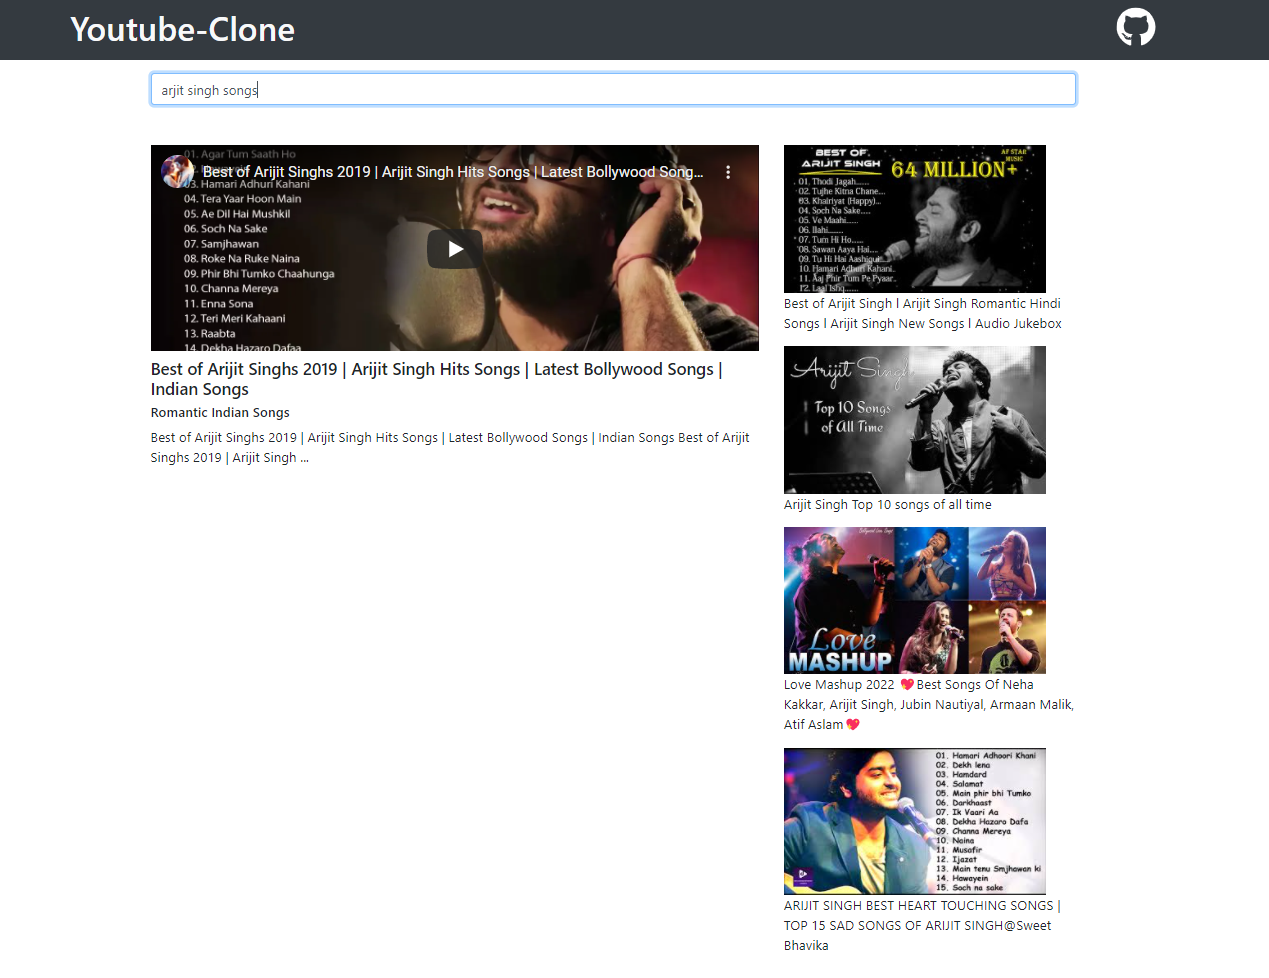 Youtube-Clone
arjit singh songs
01. Agar Tum Saath Ho
Best of Arijit Singhs 2019 | Arijit Singh Hits Songs | Latest Bollywood Song...
03. Hamari Adhuri Kahani
04. Tera Yaar Hoon Main
05. Ae Dil Hai Mushkil
06. Soch Na Sake
07. Samjhawan
08. Roke Na Ruke Naina
09. Phir Bhi Tumko Chaahunga
10. Channa Mereya
11. Enna Sona
12. Teri Meri Kahaani
13. Raabta
14. Dekha Hazaro Dafaa
Best of Arijit Singhs 2019 | Arijit Singh Hits Songs | Latest Bollywood Songs |
Indian Songs
Romantic Indian Songs
Best of Arijit Singhs 2019 | Arijit Singh Hits Songs | Latest Bollywood Songs | Indian Songs Best of Arijit
Singhs 2019 | Arijit Singh ...
BEST OF
ARIJIT SINGH
64 MILLION+
AF STAR
MUSIC
01. Thodi Jagah......
02. Tujhe Kitna Chane...
03. Khairiyat (Happy)...
04. Soch Na Sake.....
05. Ve Maahi......
06. Ilahi......
07. Tum Hi Ho.....
08. Sawan Aaya Hai....
09. Tu Hi Hai Aashiqui..
10. Hamari Adhuri Kahani..
11. Aaj Phir Tum Pe Pyaar..
12. Laal Ishq......
Best of Arijit Singh l Arijit Singh Romantic Hindi
Songs l Arijit Singh New Songs l Audio Jukebox
Arijit Singh
Top 10 Songs
of All Time
Arijit Singh Top 10 songs of all time
Bollywood Love Songs
Love
MASHUP
Love Mashup 2022 💖Best Songs Of Neha
Kakkar, Arijit Singh, Jubin Nautiyal, Armaan Malik,
Atif Aslam💖
01. Hamari Adhoori Khani
02. Dekh lena
03. Hamdard
04. Salamat
05. Main phir bhi Tumko
06. Darkhaast
07. Ik Vaari Aa
08. Dekha Hazaro Dafa
09. Channa Mereya
10. Naina
11. Musafir
12. Ijazat
13. Main tenu Smjhawan ki
14. Hawayein
15. Soch na sake
ARIJIT SINGH BEST HEART TOUCHING SONGS |
TOP 15 SAD SONGS OF ARIJIT SINGH@Sweet
Bhavika